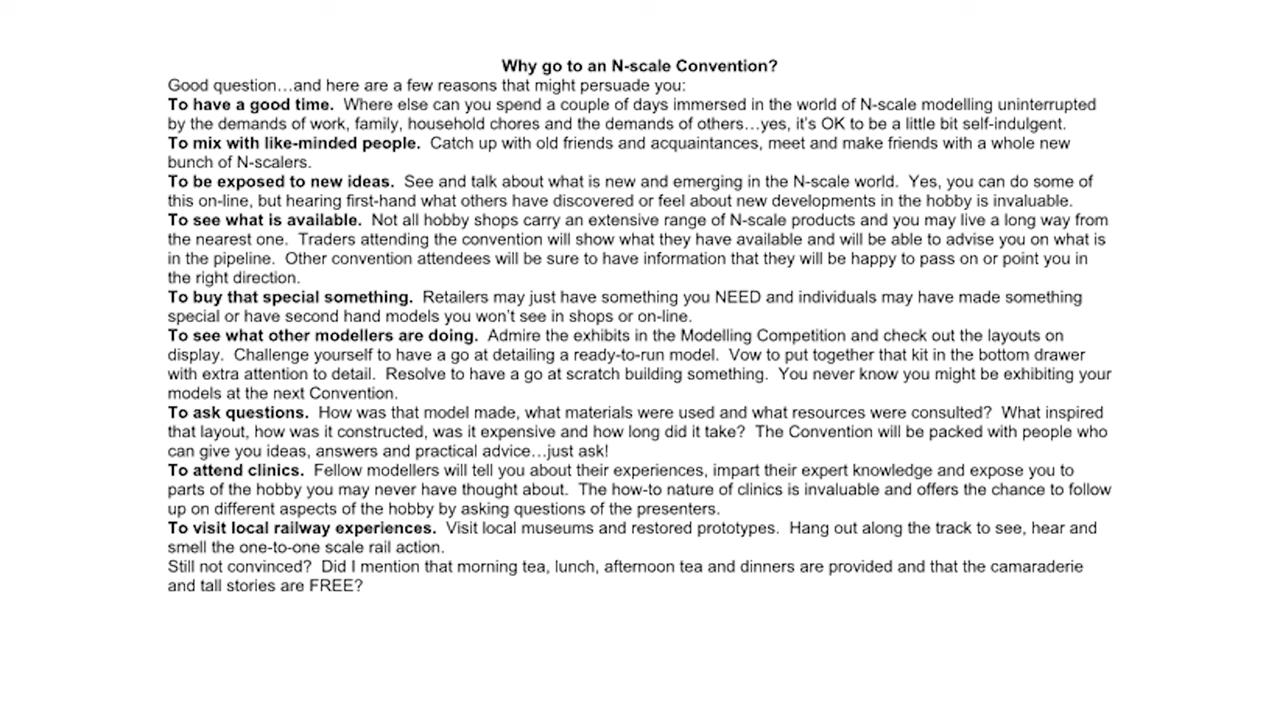 Why go to an N-scale Convention?
Good question…and here are a few reasons that might persuade you:
To have a good time.  Where else can you spend a couple of days immersed in the world of N-scale modelling uninterrupted
by the demands of work, family, household chores and the demands of others…yes, it’s OK to be a little bit self-indulgent.
To mix with like-minded people.  Catch up with old friends and acquaintances, meet and make friends with a whole new
bunch of N-scalers.
To be exposed to new ideas.  See and talk about what is new and emerging in the N-scale world.  Yes, you can do some of
this on-line, but hearing first-hand what others have discovered or feel about new developments in the hobby is invaluable.
To see what is available.  Not all hobby shops carry an extensive range of N-scale products and you may live a long way from
the nearest one.  Traders attending the convention will show what they have available and will be able to advise you on what is
in the pipeline.  Other convention attendees will be sure to have information that they will be happy to pass on or point you in
the right direction.
To buy that special something.  Retailers may just have something you NEED and individuals may have made something
special or have second hand models you won’t see in shops or on-line.
To see what other modellers are doing.  Admire the exhibits in the Modelling Competition and check out the layouts on
display.  Challenge yourself to have a go at detailing a ready-to-run model.  Vow to put together that kit in the bottom drawer
with extra attention to detail.  Resolve to have a go at scratch building something.  You never know you might be exhibiting your
models at the next Convention.
To ask questions.  How was that model made, what materials were used and what resources were consulted?  What inspired
that layout, how was it constructed, was it expensive and how long did it take?  The Convention will be packed with people who
can give you ideas, answers and practical advice…just ask!
To attend clinics.  Fellow modellers will tell you about their experiences, impart their expert knowledge and expose you to
parts of the hobby you may never have thought about.  The how-to nature of clinics is invaluable and offers the chance to follow
up on different aspects of the hobby by asking questions of the presenters.
To visit local railway experiences.  Visit local museums and restored prototypes.  Hang out along the track to see, hear and
smell the one-to-one scale rail action.
Still not convinced?  Did I mention that morning tea, lunch, afternoon tea and dinners are provided and that the camaraderie
and tall stories are FREE?